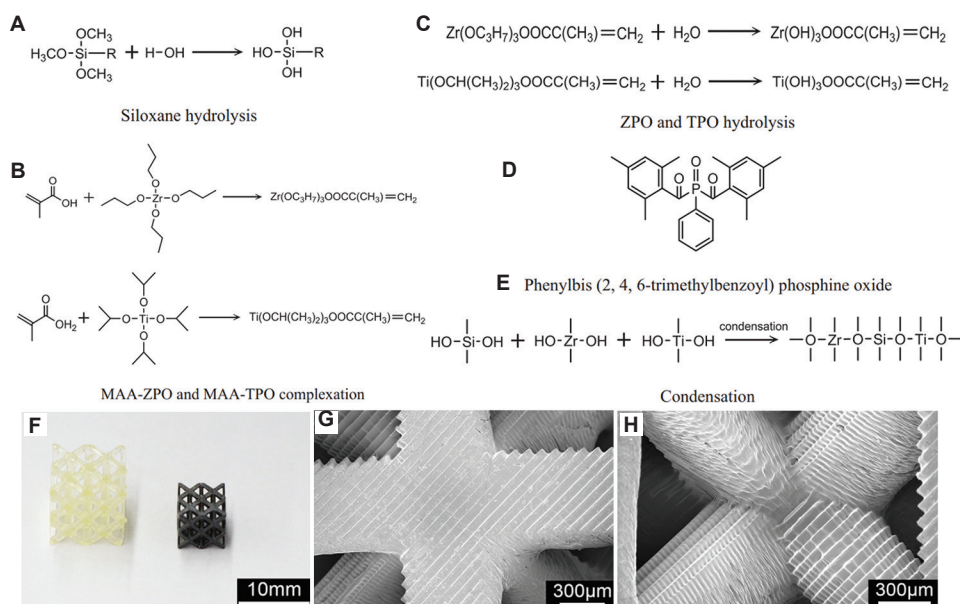 A
OCH₃
H₃CO-Si-R + H-OH → HO-Si-R
OCH₃
OH
OH
Siloxane hydrolysis
B
O
OH
+
O
O-Zr-O
O
Zr(OC₃H₇)₃OOCC(CH₃)=CH₂
O
OH₂
+
O
O-Ti-O
O
Ti(OCH(CH₃)₂)₃OOCC(CH₃)=CH₂
MAA-ZPO and MAA-TPO complexation
C
Zr(OC₃H₇)₃OOCC(CH₃)=CH₂ + H₂O → Zr(OH)₃OOCC(CH₃)=CH₂
Ti(OCH(CH₃)₂)₃OOCC(CH₃)=CH₂ + H₂O → Ti(OH)₃OOCC(CH₃)=CH₂
ZPO and TPO hydrolysis
D
O
O P O
E Phenylbis (2, 4, 6-trimethylbenzoyl) phosphine oxide
condensation
HO-Si-OH + HO-Zr-OH + HO-Ti-OH → O-Zr-O-Si-O-Ti-O
Condensation
F
10mm
G
300μm
H
300μm